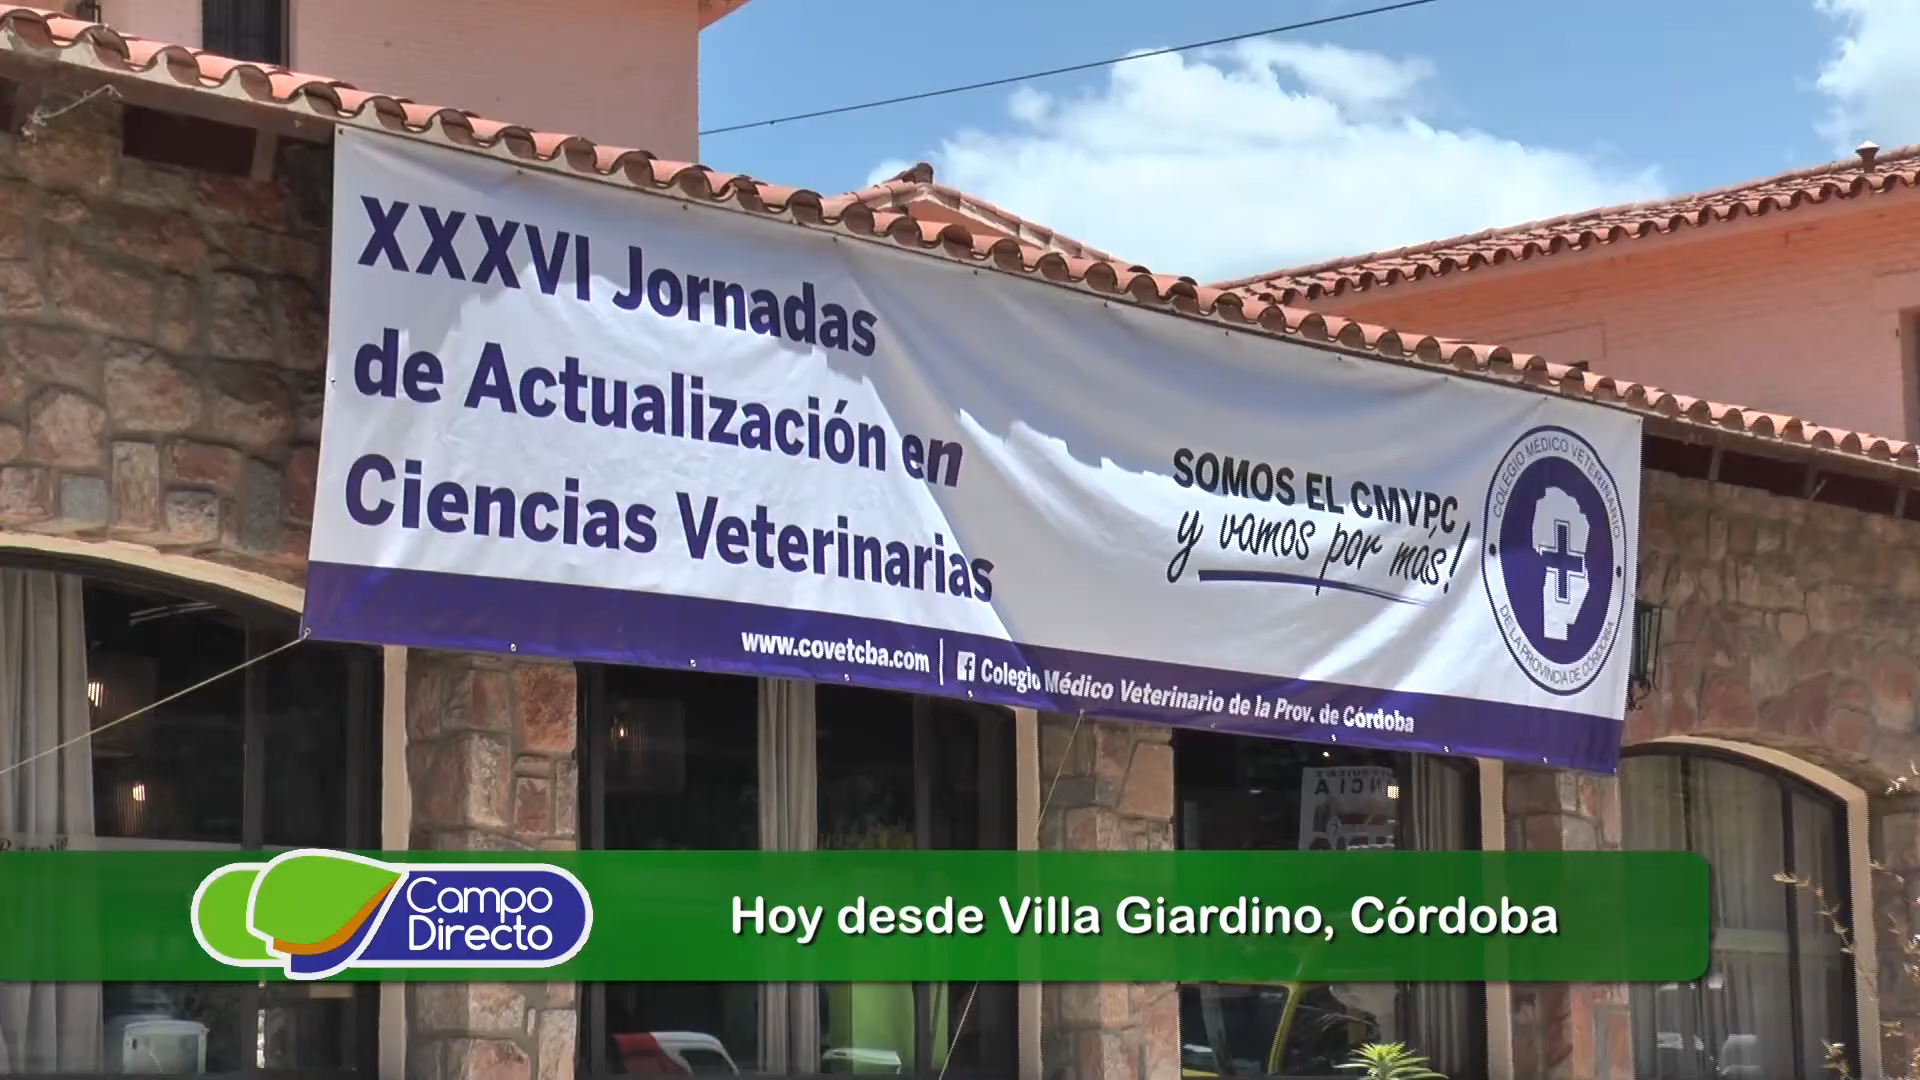 XXXVI Jornadas
de Actualización en
Ciencias Veterinarias
SOMOS EL CMVPC
y vamos por más!
COLEGIO MÉDICO VETERINARIO
DE LA PROVINCIA DE CÓRDOBA
www.covetcba.com | Colegio Médico Veterinario de la Prov. de Córdoba
Campo
Directo
Hoy desde Villa Giardino, Córdoba